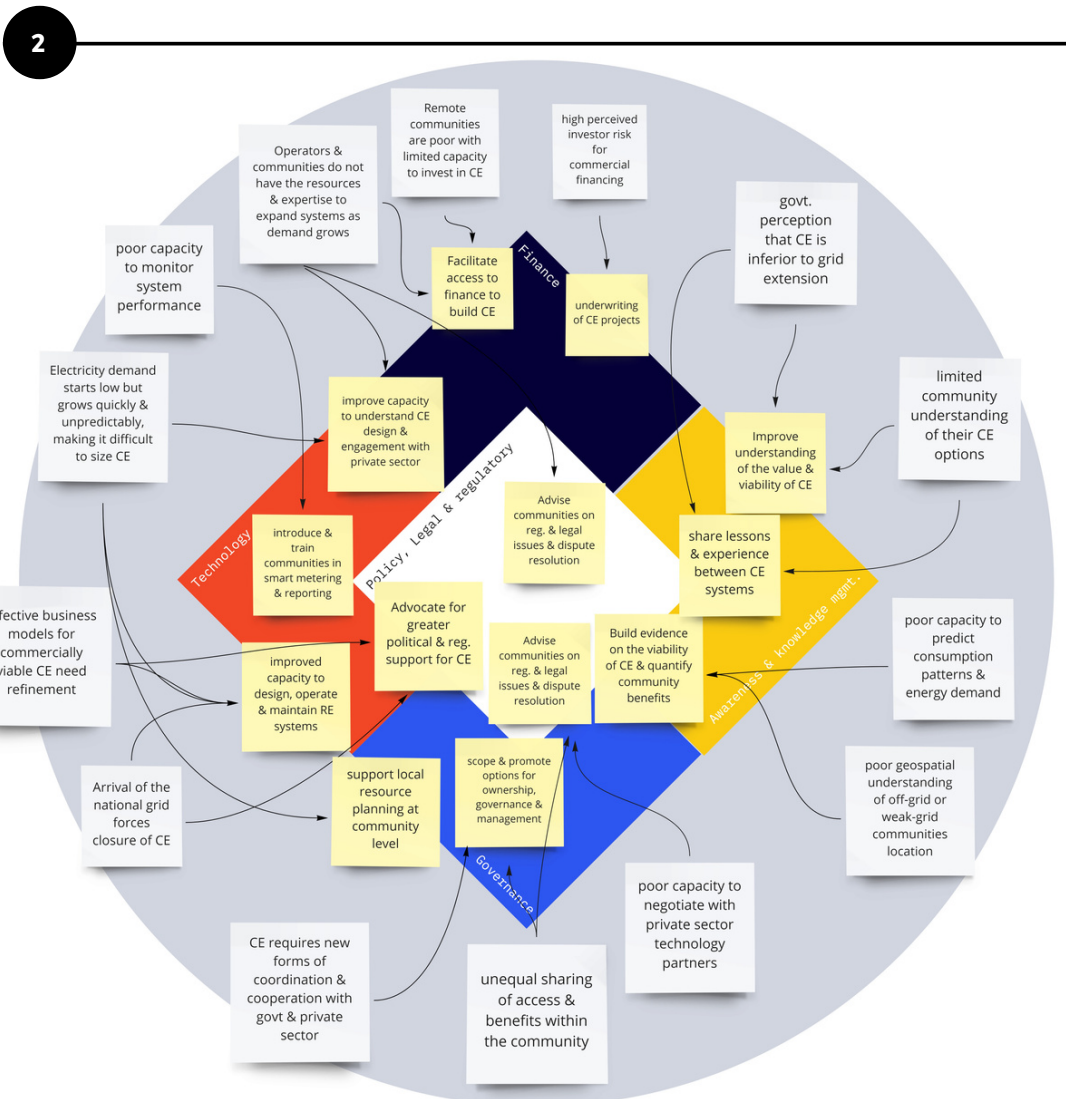 2
Remote
communities
are poor with
limited capacity
to invest in CE
high perceived
investor risk
for
commercial
financing
Operators &
communities do not
have the resources
& expertise to
expand systems as
demand grows
govt.
perception
that CE is
inferior to grid
extension
poor capacity
to monitor
system
performance
Finance
Facilitate
access to
finance to
build CE
underwriting
of CE projects
Electricity demand
starts low but
grows quickly &
unpredictably,
making it difficult
to size CE
limited
community
understanding
of their CE
options
improve capacity
to understand CE
design &
engagement with
private sector
Improve
understanding
of the value &
viability of CE
Policy, Legal & regulatory
Technology
Advise
communities on
reg. & legal
issues & dispute
resolution
introduce &
train
communities in
smart metering
& reporting
share lessons
& experience
between CE
systems
Awareness & knowledge mgmt.
fective business
models for
commercially
viable CE need
refinement
Advocate for
greater
political & reg.
support for CE
Advise
communities on
reg. & legal
issues & dispute
resolution
Build evidence
on the viability
of CE & quantify
community
benefits
poor capacity to
predict
consumption
patterns &
energy demand
improved
capacity to
design, operate
& maintain RE
systems
Arrival of the
national grid
forces
closure of CE
support local
resource
planning at
community
level
scope & promote
options for
ownership,
governance &
management
poor geospatial
understanding
of off-grid or
weak-grid
communities
location
Governance
CE requires new
forms of
coordination &
cooperation with
govt & private
sector
unequal sharing
of access &
benefits within
the community
poor capacity to
negotiate with
private sector
technology
partners